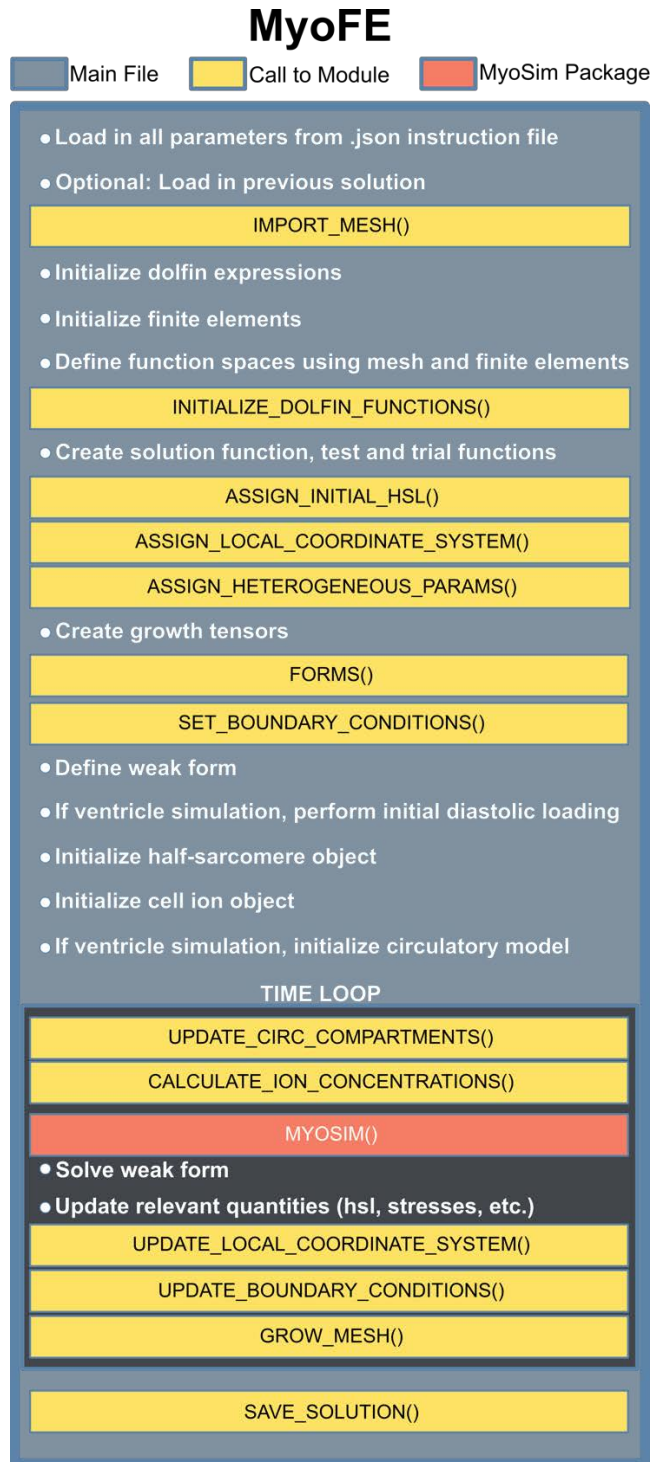 MyoFE
Main File
Call to Module
MyoSim Package
• Load in all parameters from .json instruction file
• Optional: Load in previous solution
IMPORT_MESH()
• Initialize dolfin expressions
• Initialize finite elements
• Define function spaces using mesh and finite elements
INITIALIZE_DOLFIN_FUNCTIONS()
• Create solution function, test and trial functions
ASSIGN_INITIAL_HSL()
ASSIGN_LOCAL_COORDINATE_SYSTEM()
ASSIGN_HETEROGENEOUS_PARAMS()
• Create growth tensors
FORMS()
SET_BOUNDARY_CONDITIONS()
• Define weak form
• If ventricle simulation, perform initial diastolic loading
• Initialize half-sarcomere object
• Initialize cell ion object
• If ventricle simulation, initialize circulatory model
TIME LOOP
UPDATE_CIRC_COMPARTMENTS()
CALCULATE_ION_CONCENTRATIONS()
MYOSIM()
• Solve weak form
• Update relevant quantities (hsl, stresses, etc.)
UPDATE_LOCAL_COORDINATE_SYSTEM()
UPDATE_BOUNDARY_CONDITIONS()
GROW_MESH()
SAVE_SOLUTION()